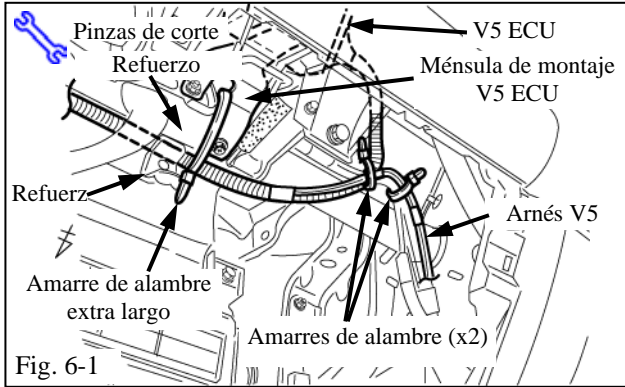 Pinzas de corte
V5 ECU
Refuerzo
Ménsula de montaje
V5 ECU
Refuerz
Arnés V5
Amarre de alambre
extra largo
Amarres de alambre (x2)
Fig. 6-1